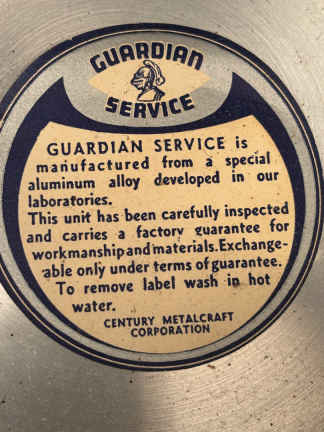 GUARDIAN
SERVICE
GUARDIAN SERVICE is
manufactured from a special
aluminum alloy developed in our
laboratories.
This unit has been carefully inspected
and carries a factory guarantee for
workmanship and materials. Exchange-
able only under terms of guarantee.
To remove label wash in hot
water.
CENTURY METALCRAFT
CORPORATION